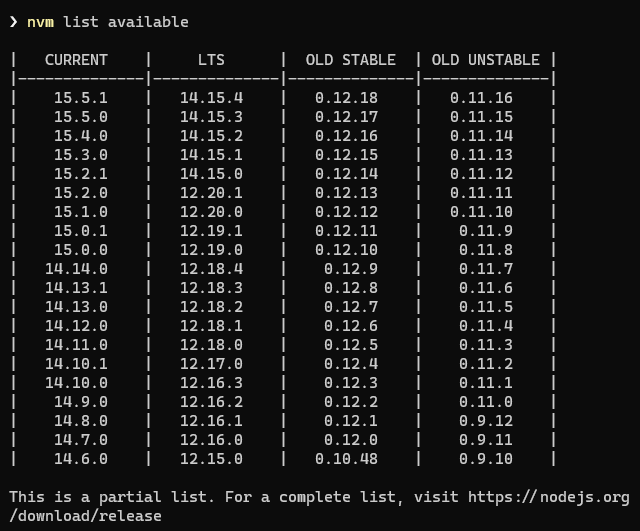 ❯ nvm list available
|   CURRENT    |     LTS      |  OLD STABLE  | OLD UNSTABLE |
|--------------|--------------|--------------|--------------|
|    15.5.1    |   14.15.4    |   0.12.18    |   0.11.16    |
|    15.5.0    |   14.15.3    |   0.12.17    |   0.11.15    |
|    15.4.0    |   14.15.2    |   0.12.16    |   0.11.14    |
|    15.3.0    |   14.15.1    |   0.12.15    |   0.11.13    |
|    15.2.1    |   14.15.0    |   0.12.14    |   0.11.12    |
|    15.2.0    |   12.20.1    |   0.12.13    |   0.11.11    |
|    15.1.0    |   12.20.0    |   0.12.12    |   0.11.10    |
|    15.0.1    |   12.19.1    |   0.12.11    |    0.11.9    |
|    15.0.0    |   12.19.0    |   0.12.10    |    0.11.8    |
|   14.14.0    |   12.18.4    |    0.12.9    |    0.11.7    |
|   14.13.1    |   12.18.3    |    0.12.8    |    0.11.6    |
|   14.13.0    |   12.18.2    |    0.12.7    |    0.11.5    |
|   14.12.0    |   12.18.1    |    0.12.6    |    0.11.4    |
|   14.11.0    |   12.18.0    |    0.12.5    |    0.11.3    |
|   14.10.1    |   12.17.0    |    0.12.4    |    0.11.2    |
|   14.10.0    |   12.16.3    |    0.12.3    |    0.11.1    |
|    14.9.0    |   12.16.2    |    0.12.2    |    0.11.0    |
|    14.8.0    |   12.16.1    |    0.12.1    |    0.9.12    |
|    14.7.0    |   12.16.0    |    0.12.0    |    0.9.11    |
|    14.6.0    |   12.15.0    |   0.10.48    |    0.9.10    |
This is a partial list. For a complete list, visit https://nodejs.org
/download/release